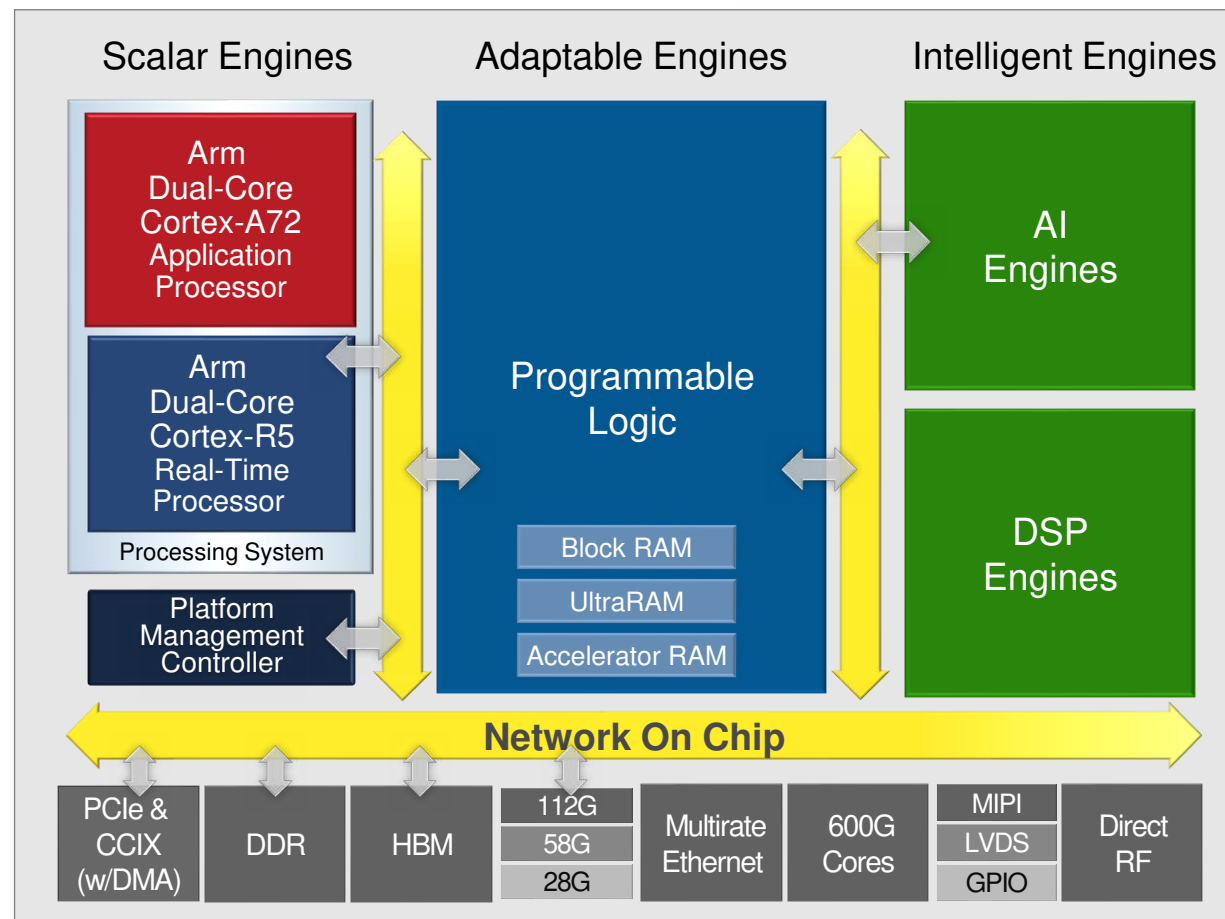 Scalar Engines
Adaptable Engines
Intelligent Engines
Arm
Dual-Core
Cortex-A72
Application
Processor
Arm
Dual-Core
Cortex-R5
Real-Time
Processor
Processing System
Platform
Management
Controller
Programmable
Logic
Block RAM
UltraRAM
Accelerator RAM
AI
Engines
DSP
Engines
Network On Chip
PCIe &
CCIX
(w/DMA)
DDR
HBM
112G
58G
28G
Multirate
Ethernet
600G
Cores
MIPI
LVDS
GPIO
Direct
RF